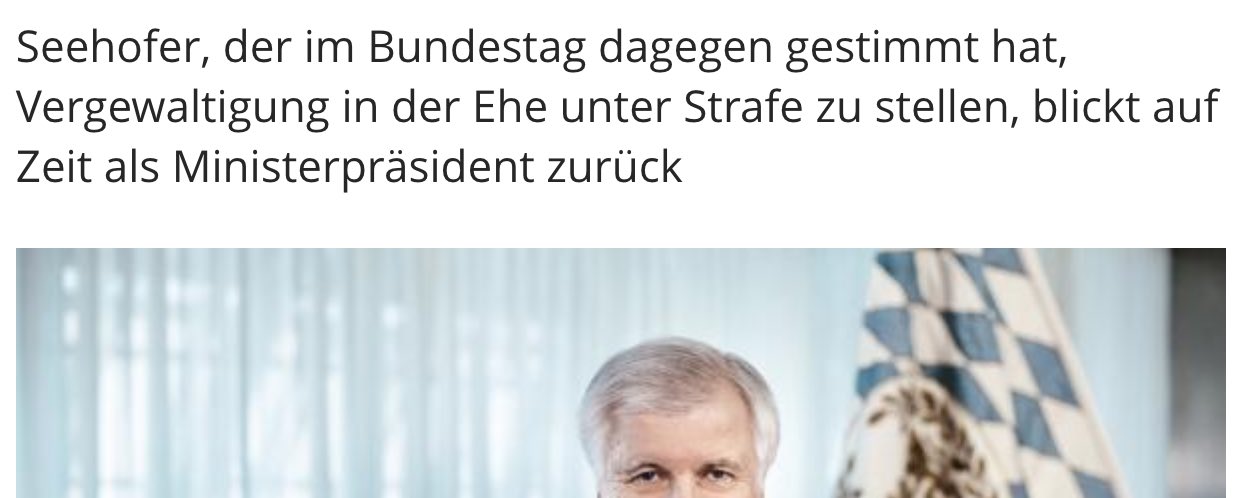 Seehofer, der im Bundestag dagegen gestimmt hat,
Vergewaltigung in der Ehe unter Strafe zu stellen, blickt auf
Zeit als Ministerpräsident zurück